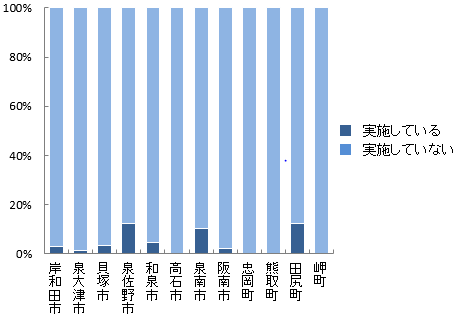 100%
80%
60%
40%
20%
0%
実施している
実施していない
岸和田市
泉大津市
貝塚市
泉佐野市
和泉市
高石市
泉南市
阪南市
忠岡町
熊取町
田尻町
岬町